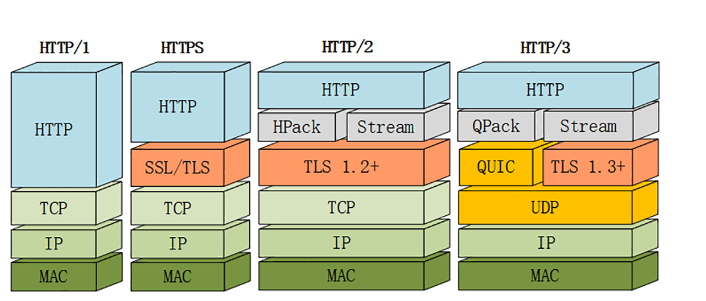 HTTP/1 HTTPS HTTP/2 HTTP/3
HTTP HTTP HTTP HTTP
HPack Stream QPack Stream
SSL/TLS TLS 1.2+ QUIC TLS 1.3+
TCP TCP TCP UDP
IP IP IP IP
MAC MAC MAC MAC